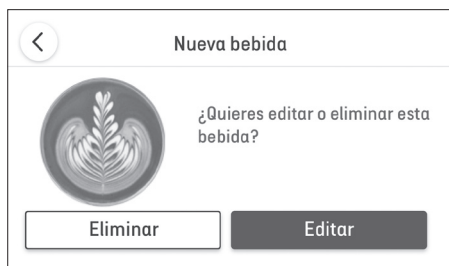 Nueva bebida
¿Quieres editar o eliminar esta
bebida?
Eliminar
Editar